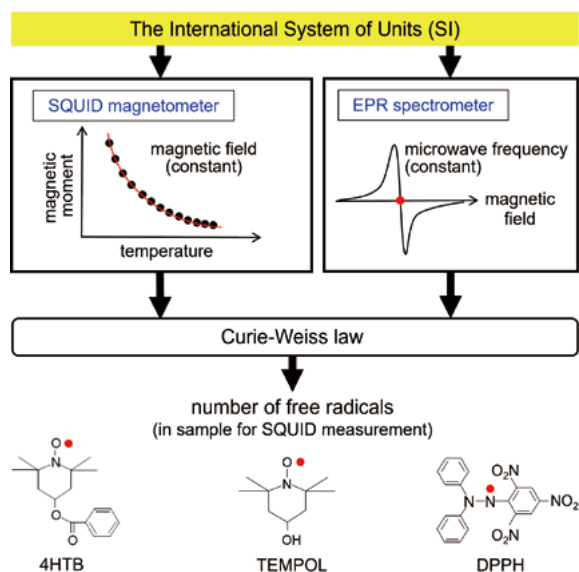 The International System of Units (SI)
SQUID magnetometer
magnetic
moment
magnetic field
(constant)
temperature
EPR spectrometer
microwave frequency
(constant)
magnetic
field
Curie-Weiss law
number of free radicals
(in sample for SQUID measurement)
O
N
O
O
4HTB
O
N
OH
TEMPOL
N
N
O₂N
NO₂
O₂N
DPPH